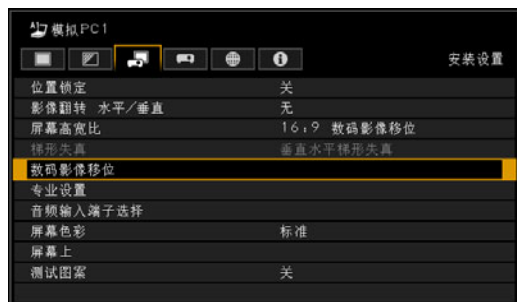 模拟PC1
安装设置
位置锁定 关
影像翻转 水平/垂直 无
屏幕高宽比 16:9 数码影像移位
梯形失真 垂直水平梯形失真
数码影像移位
专业设置
音频输入端子选择
屏幕色彩 标准
屏幕上
测试图案 关